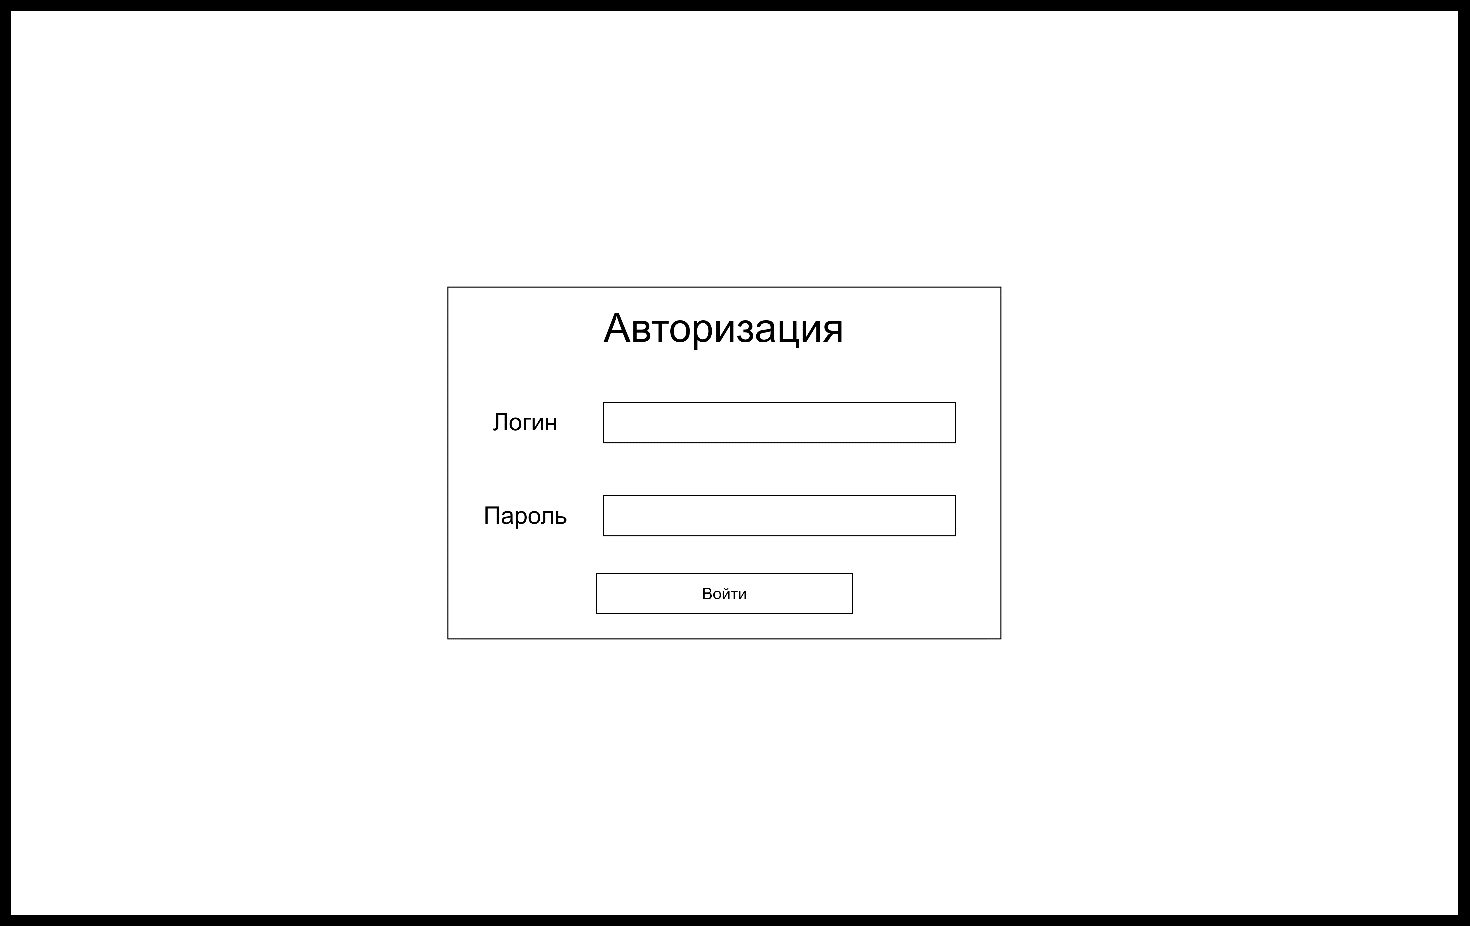 Авторизация
Логин
Пароль
Войти